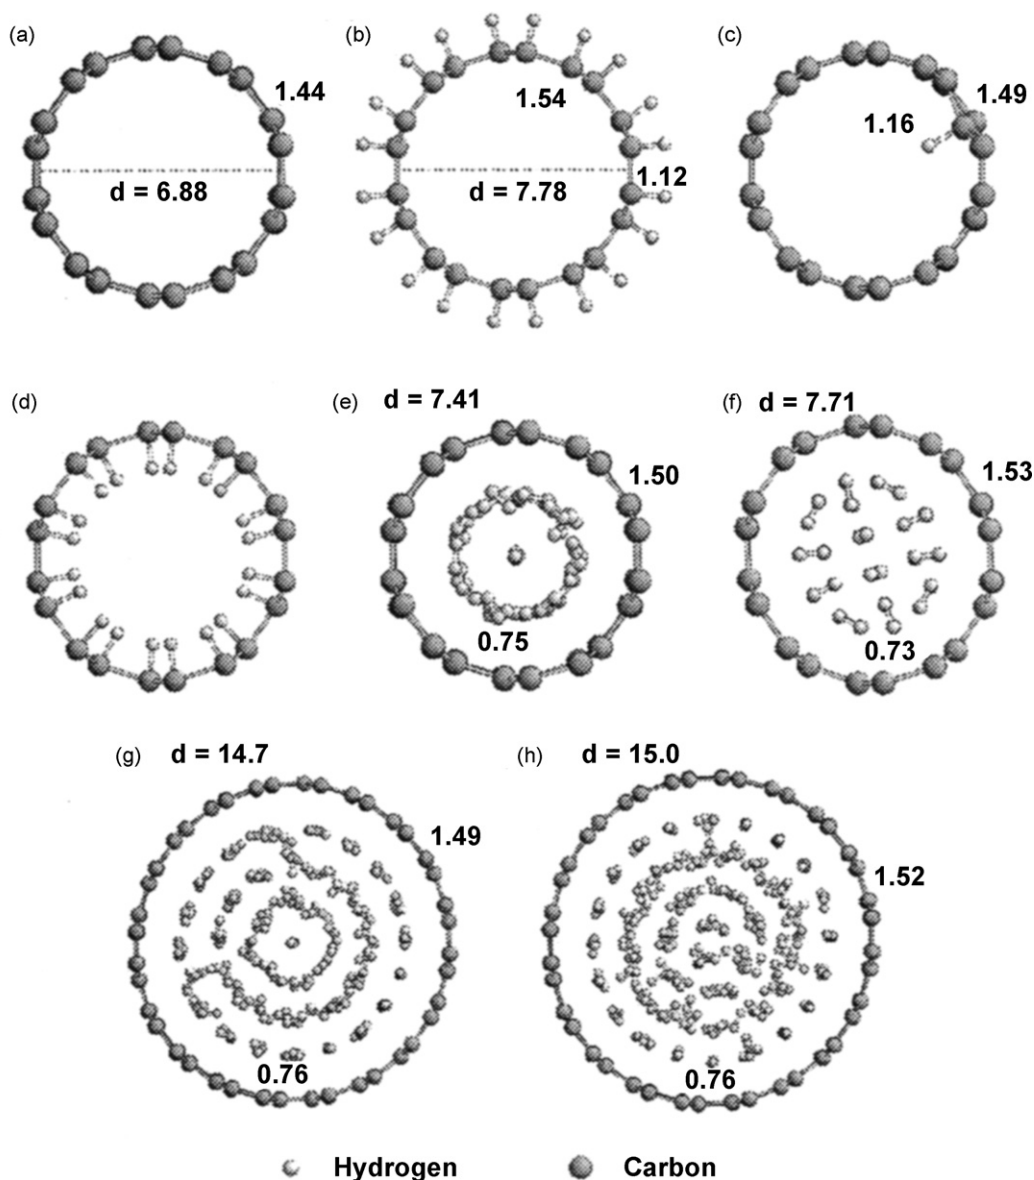 (a)
1.44
d = 6.88
(b)
1.54
d = 7.78
1.12
(c)
1.49
1.16
(d)
(e)
d = 7.41
1.50
0.75
(f)
d = 7.71
1.53
0.73
(g)
d = 14.7
1.49
0.76
(h)
d = 15.0
1.52
0.76
Hydrogen
Carbon